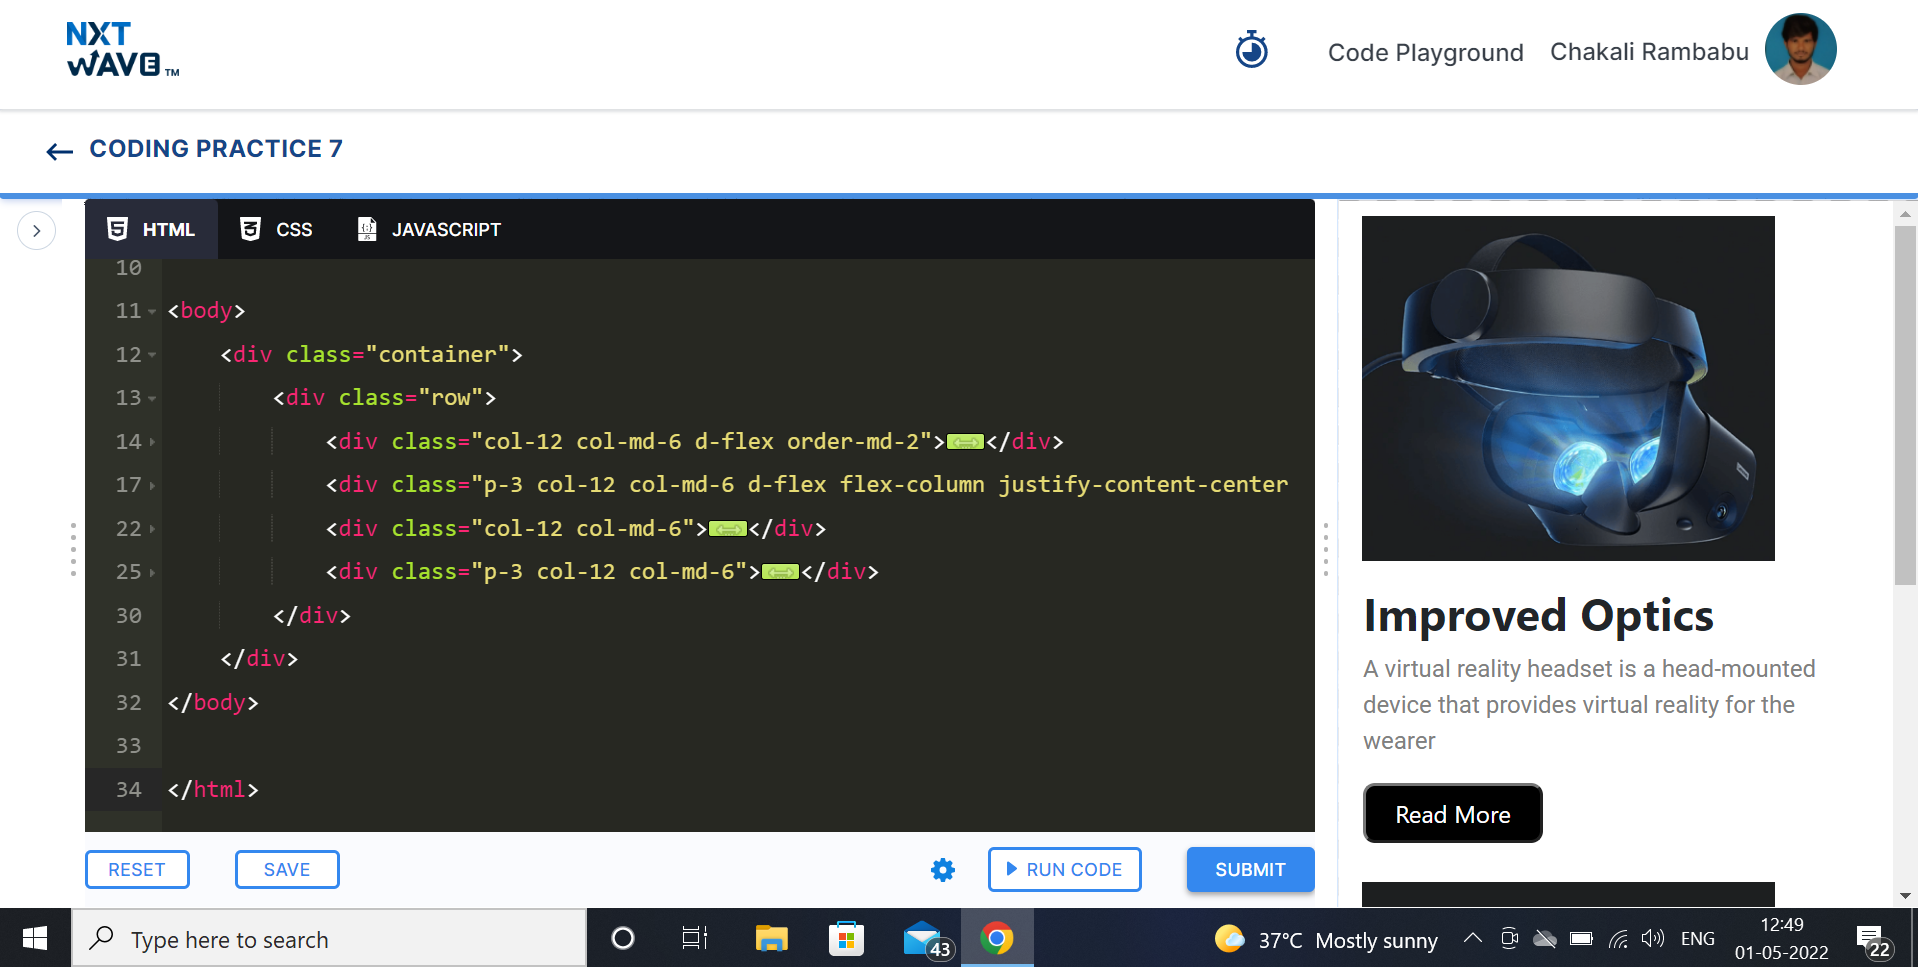 NXT
WAVE TM
Code Playground Chakali Rambabu
CODING PRACTICE 7
HTML CSS JAVASCRIPT
10
11 <body>
12 <div class="container">
13 <div class="row">
14 <div class="col-12 col-md-6 d-flex order-md-2"></div>
17 <div class="p-3 col-12 col-md-6 d-flex flex-column justify-content-center
22 <div class="col-12 col-md-6"></div>
25 <div class="p-3 col-12 col-md-6"></div>
30 </div>
31 </div>
32 </body>
33
34 </html>
Improved Optics
A virtual reality headset is a head-mounted
device that provides virtual reality for the
wearer
Read More
RESET SAVE RUN CODE SUBMIT
Type here to search
43
37°C Mostly sunny
ENG
12:49
01-05-2022
22